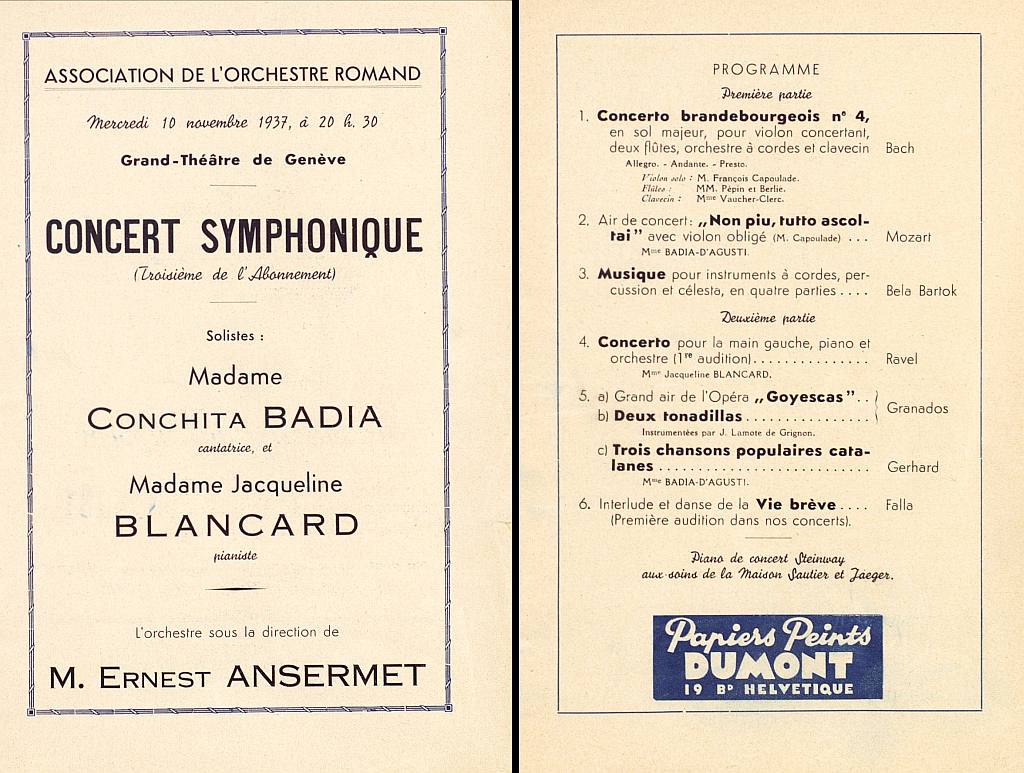 ASSOCIATION DE L'ORCHESTRE ROMAND
Mercredi 10 novembre 1937, à 20 h. 30
Grand-Théâtre de Genève
CONCERT SYMPHONIQUE
(Troisième de l'Abonnement)
Solistes :
Madame
CONCHITA BADIA
cantatrice, et
Madame Jacqueline
BLANCARD
pianiste
L'orchestre sous la direction de
M. ERNEST ANSERMET
PROGRAMME
Première partie
1. Concerto brandebourgeois n° 4,
en sol majeur, pour violon concertant,
deux flûtes, orchestre à cordes et clavecin Bach
Allegro. - Andante. - Presto.
Violon solo : M. François Capoulade.
Flûtes : MM. Pépin et Berlie.
Clavecin : Mme Vaucher-Clerc.
2. Air de concert : „Non piu, tutto ascol-
tai" avec violon obligé (M. Capoulade) ... Mozart
Mme BADIA-D'AGUSTI.
3. Musique pour instruments à cordes, per-
cussion et célesta, en quatre parties .... Bela Bartok
Deuxième partie
4. Concerto pour la main gauche, piano et
orchestre (1re audition)............... Ravel
Mme Jacqueline BLANCARD.
5. a) Grand air de l'Opéra „Goyescas"..
b) Deux tonadillas................ Granados
Instrumentées par J. Lamote de Grignon.
c) Trois chansons populaires cata-
lanes........................... Gerhard
Mme BADIA-D'AGUSTI.
6. Interlude et danse de la Vie brève.... Falla
(Première audition dans nos concerts).
Piano de concert Steinway
aux soins de la Maison Sautier et Jaeger.
Papiers Peints
DUMONT
19 BD HELVETIQUE